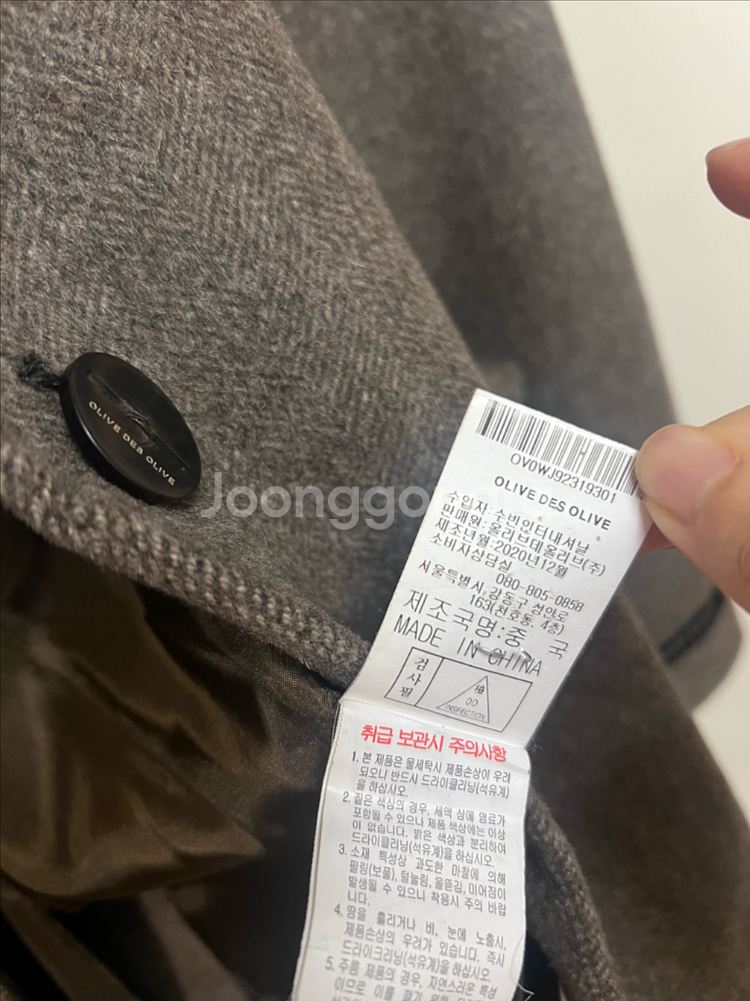 OLIVE DES OLIVE
Joonggo
OV0WJ92319301
OLIVE DES OLIVE
수입자:수빈인터내셔날
판매원:올리브데올리브(주)
제조년월:2020년12월
소비자상담실
080-805-0858
서울특별시 강동구 성안로
163(천호동, 4층)
제조국명:중 국
MADE IN CHINA
검사필
00
INSPECTION
취급 보관시 주의사항
1. 본 제품은 물세탁시 제품손상이 우려
되오니 반드시 드라이클리닝(석유계)
을 하십시오.
2. 짙은 색상의 경우, 세액 상에 염료가
포함될 수 있으나 제품 색상에는 이상
이 없습니다. 밝은 색상과 분리하여
드라이클리닝(석유계)을 하십시오.
3. 소재 특성상 과도한 마찰에 의해
필링(보풀), 털눌림, 올뜯김, 미어짐이
발생될 수 있으니 착용시 주의 바랍
니다.
4. 땀을 흘리거나 비, 눈에 노출시,
제품손상의 우려가 있습니다. 즉시
드라이크리닝(석유계)을 하십시오.
5. 주름 제품의 경우, 자연스러운 특성
이므로 이를 펴기 위한